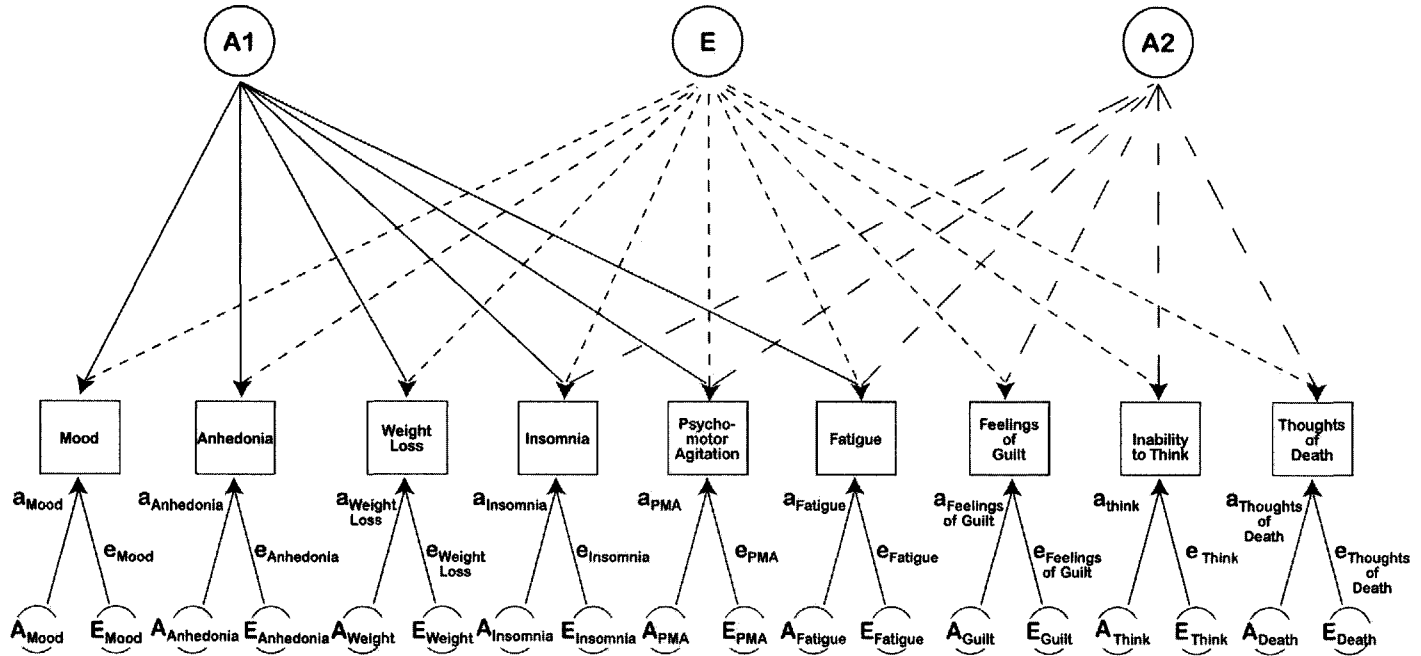 A1 E A2
Mood Anhedonia Weight Loss Insomnia Psycho-motor Agitation Fatigue Feelings of Guilt Inability to Think Thoughts of Death
aMood aAnhedonia aWeight Loss aInsomnia aPMA aFatigue aFeelings of Guilt athink aThoughts of Death
eMood eAnhedonia eWeight Loss eInsomnia ePMA eFatigue eFeelings of Guilt eThink eThoughts of Death
AMood EMood AAnhedonia EAnhedonia AWeight EWeight AInsomnia EInsomnia APMA EPMA AFatigue EFatigue AGuilt EGuilt AThink EThink ADeath EDeath